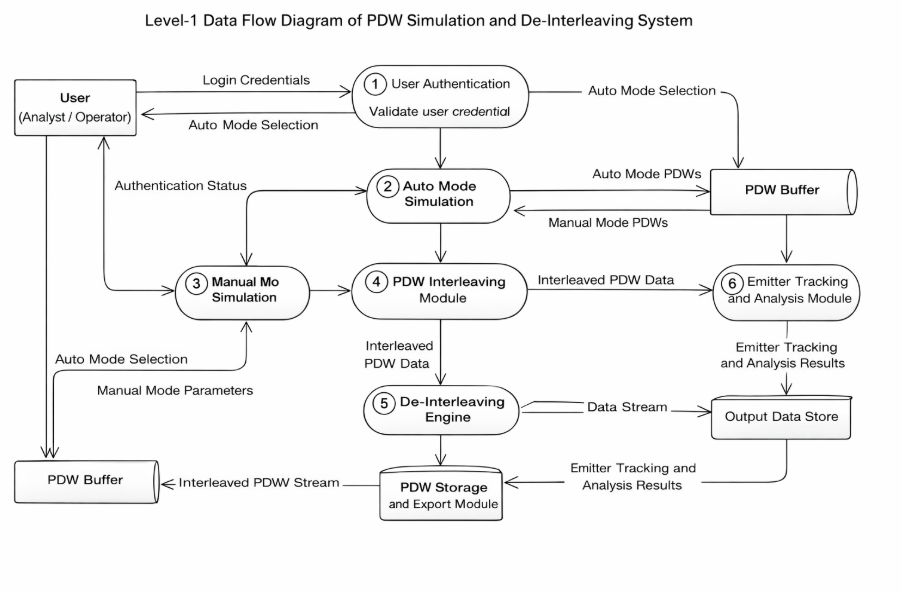 Level-1 Data Flow Diagram of PDW Simulation and De-Interleaving System
User
(Analyst / Operator)
Login Credentials
Auto Mode Selection
1 User Authentication
Validate user credential
Auto Mode Selection
Authentication Status
2 Auto Mode
Simulation
Auto Mode PDWs
Manual Mode PDWs
PDW Buffer
3 Manual Mo
Simulation
4 PDW Interleaving
Module
Interleaved PDW Data
6 Emitter Tracking
and Analysis Module
Auto Mode Selection
Manual Mode Parameters
Interleaved
PDW Data
Emitter Tracking
and Analysis Results
5 De-Interleaving
Engine
Data Stream
Output Data Store
PDW Buffer
Interleaved PDWW Stream
PDW Storage
and Export Module
Emitter Tracking and
Analysis Results